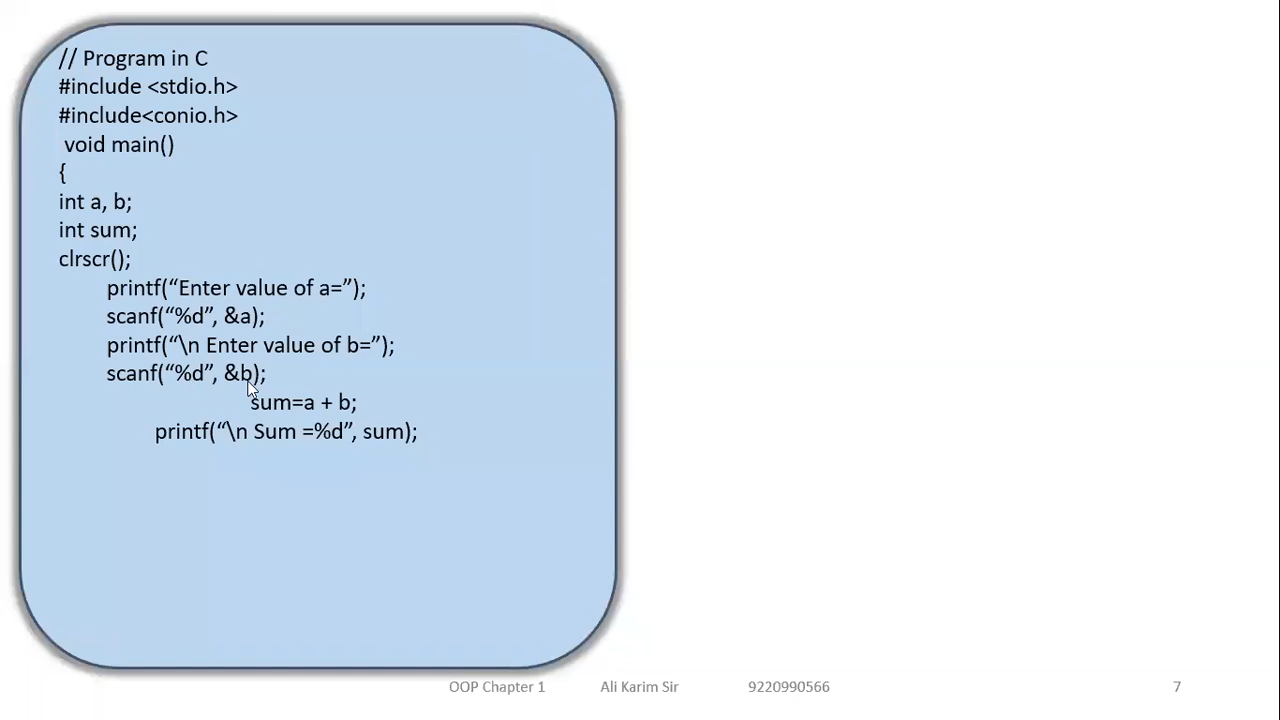 // Program in C
#include <stdio.h>
#include<conio.h>
void main()
{
int a, b;
int sum;
clrscr();
printf(“Enter value of a=”);
scanf(“%d”, &a);
printf(“\n Enter value of b=”);
scanf(“%d”, &b);
sum=a + b;
printf(“\n Sum =%d”, sum);
OOP Chapter 1 Ali Karim Sir 9220990566 7